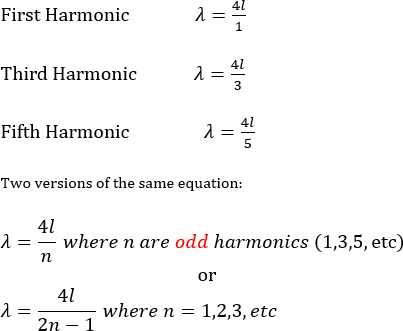 First Harmonic λ = 4l/1
Third Harmonic λ = 4l/3
Fifth Harmonic λ = 4l/5
Two versions of the same equation:
λ = 4l/n where n are odd harmonics (1,3,5, etc)
or
λ = 4l/(2n − 1) where n = 1,2,3, etc